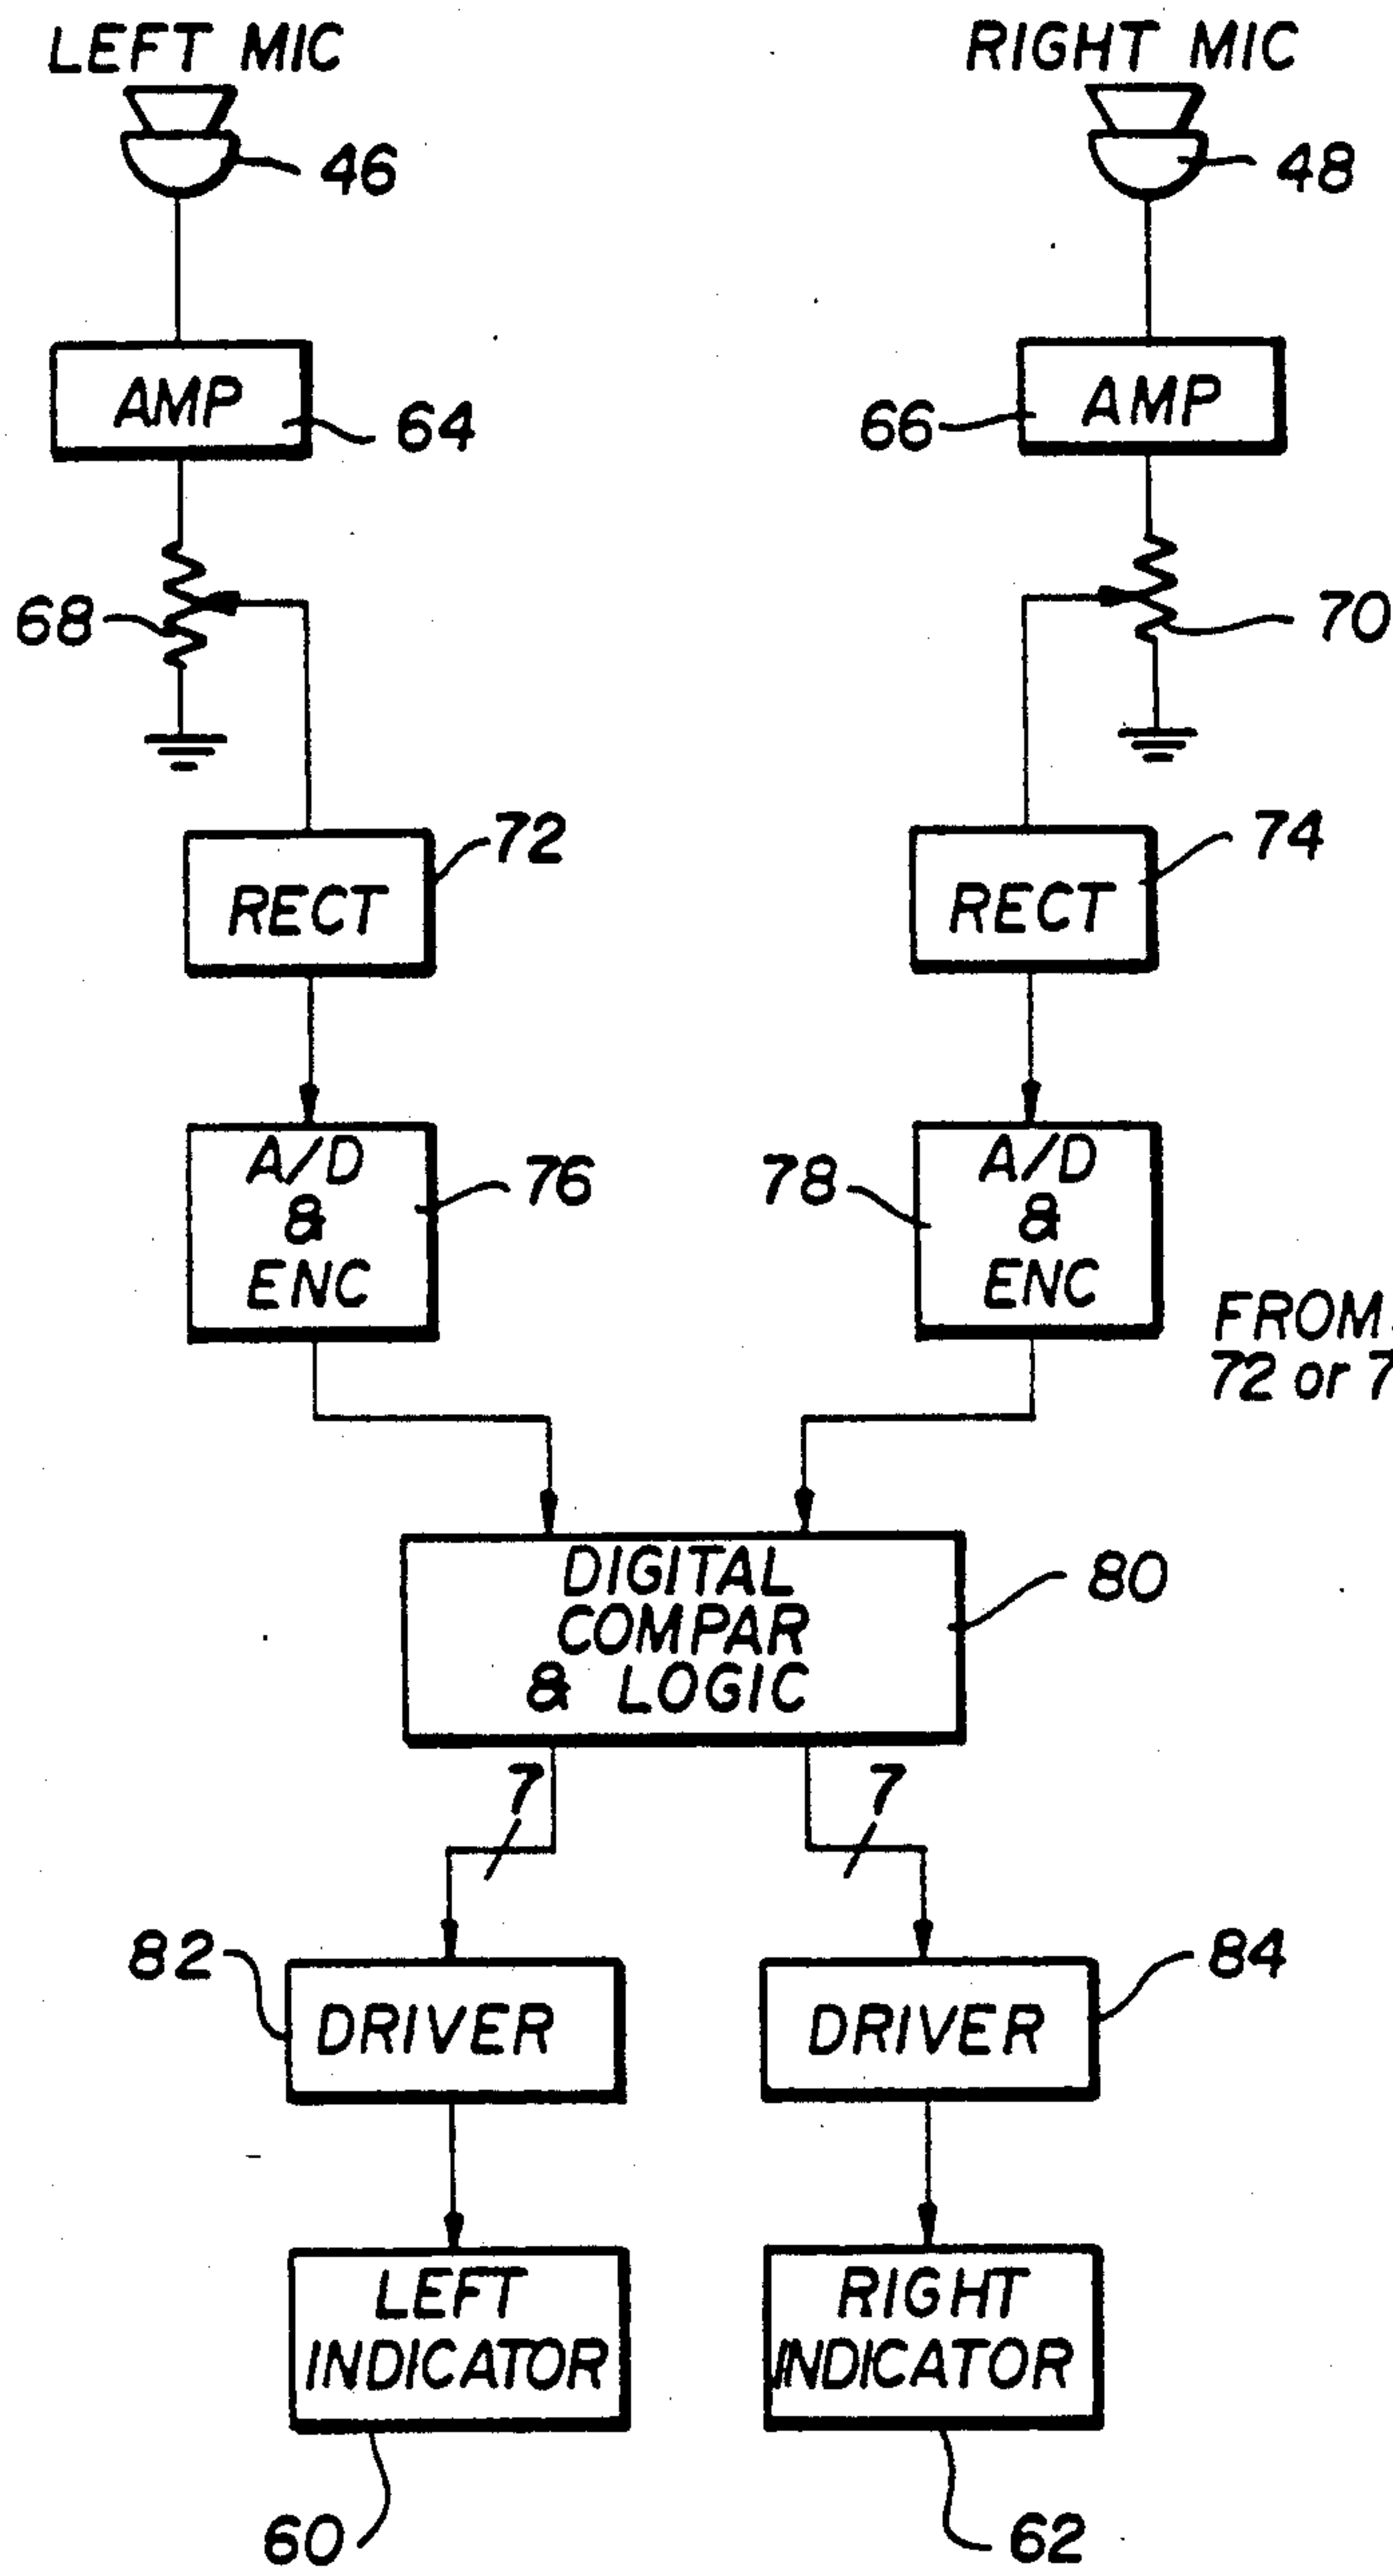 LEFT MIC
RIGHT MIC
46
48
AMP
64
66
AMP
68
70
72
74
RECT
RECT
A/D
&
ENC
76
78
A/D
&
ENC
FROM
72 or 7
DIGITAL
COMPAR
& LOGIC
80
7
7
82
84
DRIVER
DRIVER
LEFT
INDICATOR
RIGHT
INDICATOR
60
62